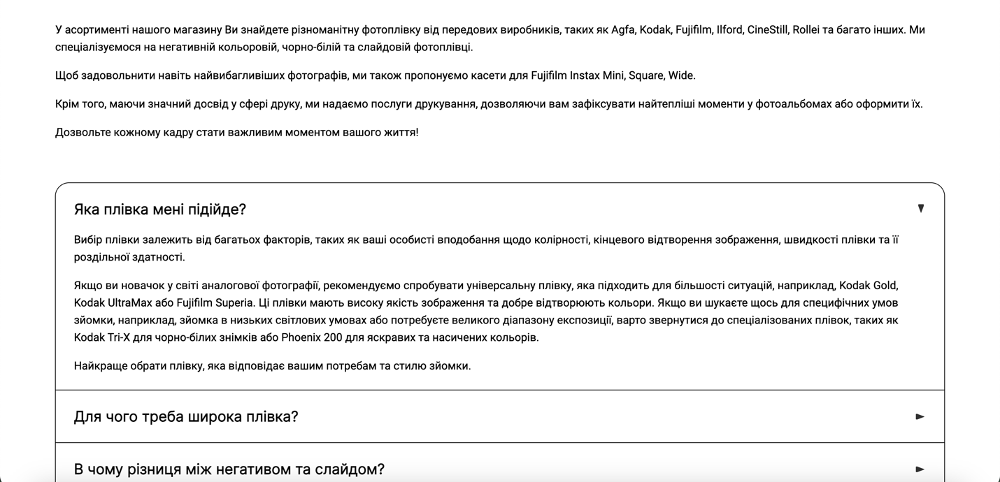 У асортименті нашого магазину Ви знайдете різноманітну фотоплівку від передових виробників, таких як Agfa, Kodak, Fujifilm, Ilford, CineStill, Rollei та багато інших. Ми
спеціалізуємося на негативній кольоровій, чорно-білій та слайдовій фотоплівці.
Щоб задовольнити навіть найвибагливіших фотографів, ми також пропонуємо касети для Fujifilm Instax Mini, Square, Wide.
Крім того, маючи значний досвід у сфері друку, ми надаємо послуги друкування, дозволяючи вам зафіксувати найтепліші моменти у фотоальбомах або оформити їх.
Дозвольте кожному кадру стати важливим моментом вашого життя!
Яка плівка мені підійде?
Вибір плівки залежить від багатьох факторів, таких як ваші особисті вподобання щодо колірності, кінцевого відтворення зображення, швидкості плівки та її
роздільної здатності.
Якщо ви новачок у світі аналогової фотографії, рекомендуємо спробувати універсальну плівку, яка підходить для більшості ситуацій, наприклад, Kodak Gold,
Kodak UltraMax або Fujifilm Superia. Ці плівки мають високу якість зображення та добре відтворюють кольори. Якщо ви шукаєте щось для специфічних умов
зйомки, наприклад, зйомка в низьких світлових умовах або потребуєте великого діапазону експозиції, варто звернутися до спеціалізованих плівок, таких як
Kodak Tri-X для чорно-білих знімків або Phoenix 200 для яскравих та насичених кольорів.
Найкраще обрати плівку, яка відповідає вашим потребам та стилю зйомки.
Для чого треба широка плівка?
В чому різниця між негативом та слайдом?